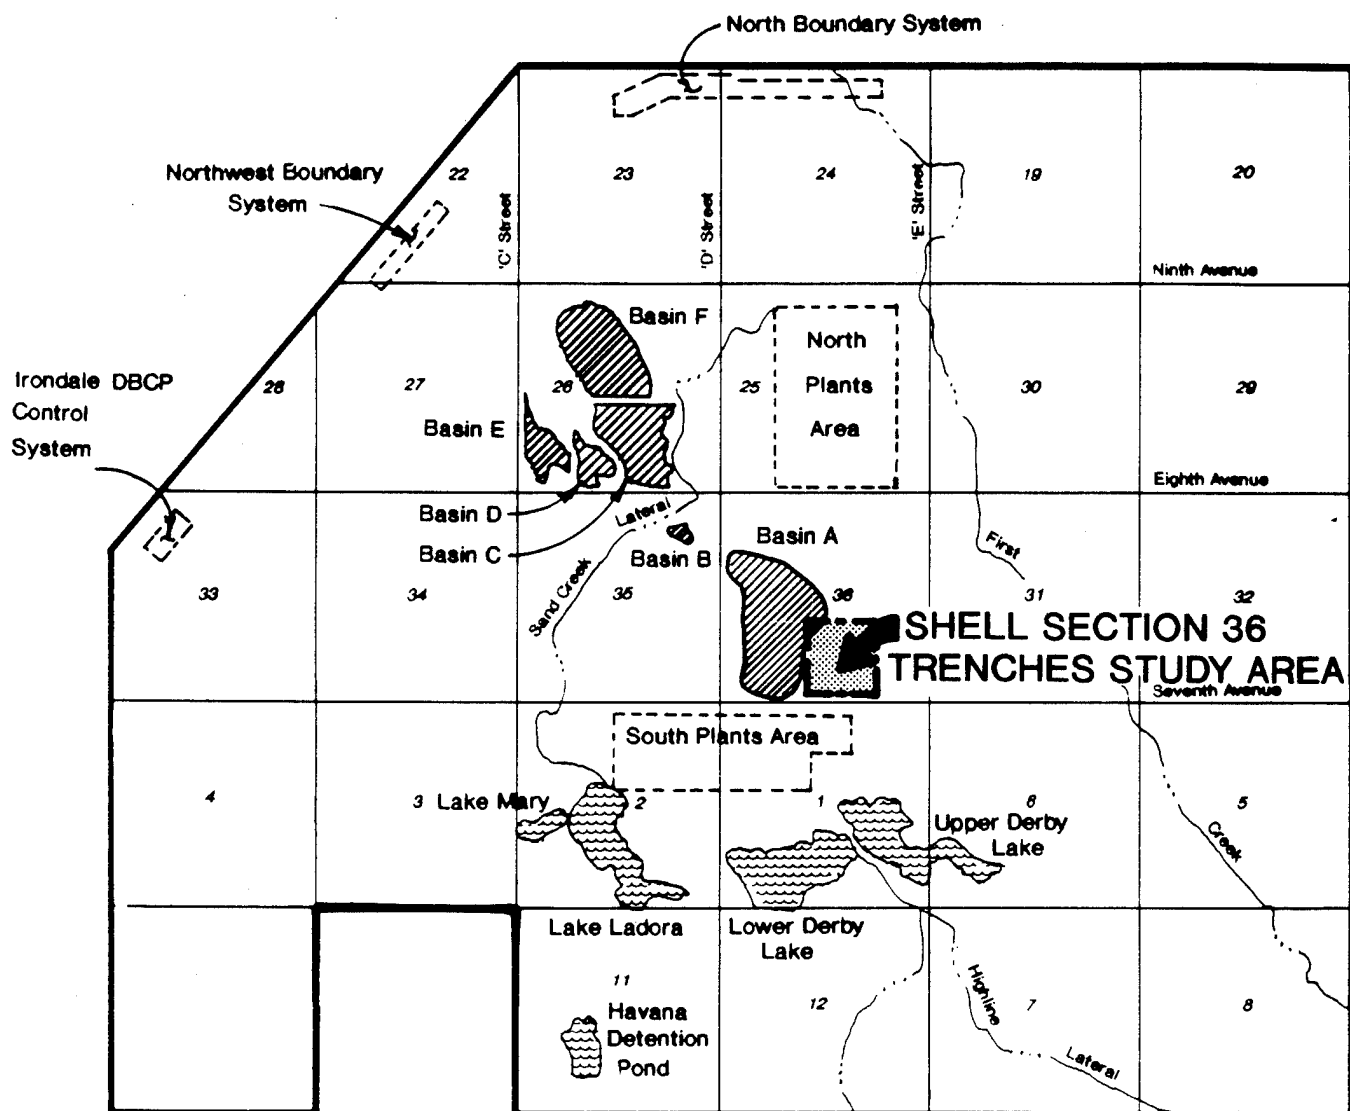 North Boundary System
Northwest Boundary
System
22
23
24
19
20
'C' Street
'D' Street
'E' Street
Ninth Avenue
Basin F
North
Plants
Area
Irondale DBCP
Control
System
28
27
26
25
30
29
Basin E
Eighth Avenue
Basin D
Lateral
Basin C
Basin B
Basin A
First
Sand Creek
33
34
35
36
31
32
SHELL SECTION 36
TRENCHES STUDY AREA
Seventh Avenue
South Plants Area
4
3
Lake Mary
2
1
6
5
Upper Derby
Lake
Creek
Lake Ladora
Lower Derby
Lake
11
12
Highline
7
8
Havana
Detention
Pond
Lateral